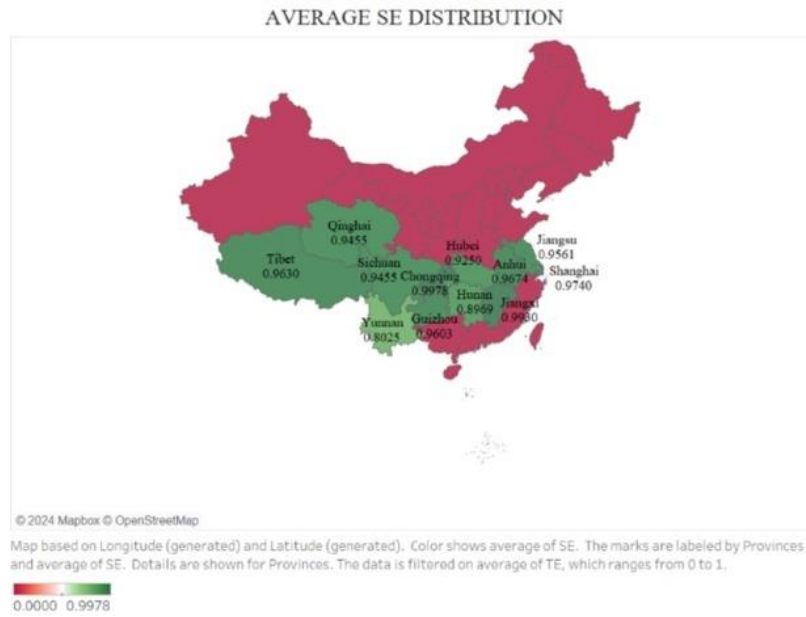 AVERAGE SE DISTRIBUTION
Qinghai
0.9455
Tibet
0.9630
Sichuan
0.9455
Chongqing
0.9978
Hubei
0.9250
Anhui
0.9674
Jiangsu
0.9561
Shanghai
0.9740
Hunan
0.8969
Jiangxi
0.9930
Yunnan
0.8025
Guizhou
0.9603
© 2024 Mapbox © OpenStreetMap
Map based on Longitude (generated) and Latitude (generated). Color shows average of SE. The marks are labeled by Provinces
and average of SE. Details are shown for Provinces. The data is filtered on average of TE, which ranges from 0 to 1.
0.0000 0.9978